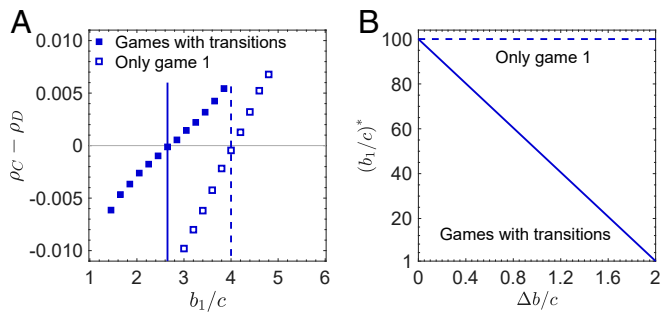 A
0.010
0.005
0
-0.005
-0.010
ρC − ρD
Games with transitions
Only game 1
1 2 3 4 5 6
b1/c
B
100
80
60
40
20
1
(b1/c)*
Only game 1
Games with transitions
0 0.4 0.8 1.2 1.6 2
Δb/c